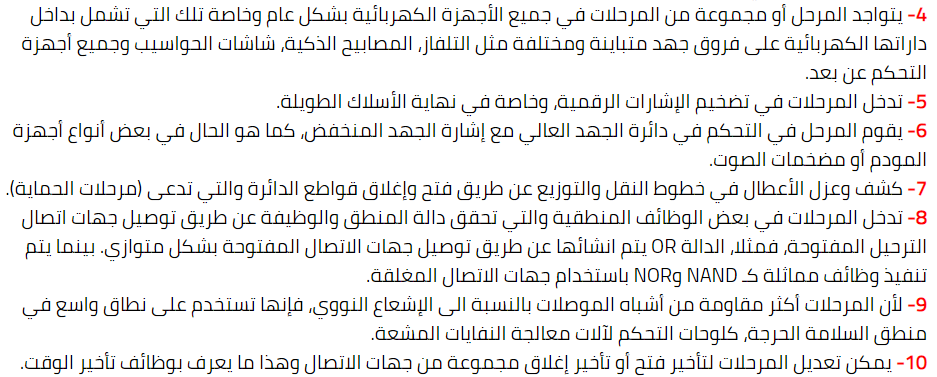 4- يتواجد المرحل أو مجموعة من المرحلات في جميع الأجهزة الكهربائية بشكل عام وخاصة تلك التي تشمل بداخل
داراتها الكهربائية على فروق جهد متباينة ومختلفة مثل التلفاز, المصابيح الذكية, شاشات الحواسيب وجميع أجهزة
التحكم عن بعد.
5- تدخل المرحلات في تضخيم الإشارات الرقمية, وخاصة في نهاية الأسلاك الطويلة.
6- يقوم المرحل في التحكم في دائرة الجهد العالي مع إشارة الجهد المنخفض, كما هو الحال في بعض أنواع أجهزة
المودم أو مضخمات الصوت.
7- كشف وعزل الأعطال في خطوط النقل والتوزيع عن طريق فتح وإغلاق قواطع الدائرة والتي تدعى (مرحلات الحماية).
8- تدخل المرحلات في بعض الوظائف المنطقية والتي تحقق دالة المنطق والوظيفة عن طريق توصيل جهات اتصال
الترحيل المفتوحة, فمثلا، الدالة OR يتم انشائها عن طريق توصيل جهات الاتصال المفتوحة بشكل متوازي. بينما يتم
تنفيذ وظائف مماثلة كـ NAND وNOR باستخدام جهات الاتصال المغلقة.
9- لأن المرحلات أكثر مقاومة من أشباه الموصلات بالنسبة الى الإشعاع النووي, فإنها تستخدم على نطاق واسع في
منطق السلامة الحرجة, كلوحات التحكم لآلات معالجة النفايات المشعة.
10- يمكن تعديل المرحلات لتأخير فتح أو تأخير إغلاق مجموعة من جهات الاتصال وهذا ما يعرف بوظائف تأخير الوقت.